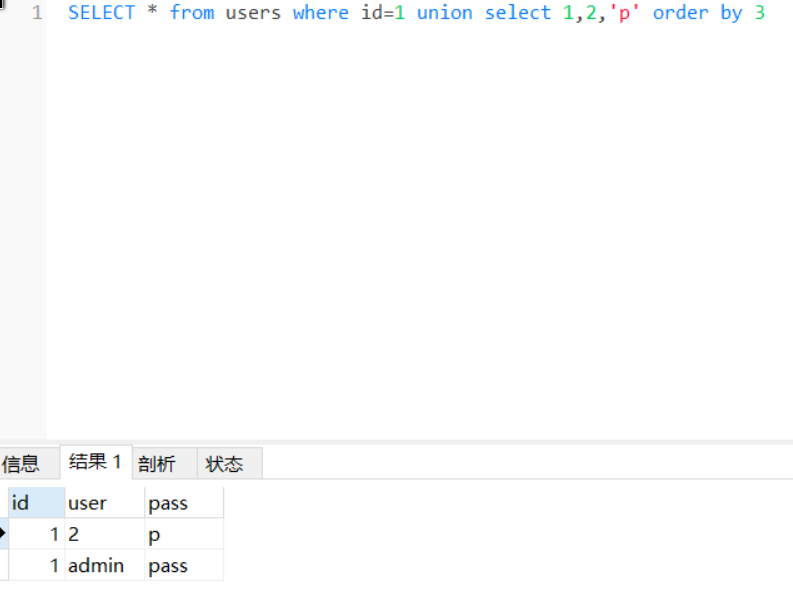 1 SELECT * from users where id=1 union select 1,2,'p' order by 3
信息 结果 1 剖析 状态
id user pass
1 2 p
1 admin pass